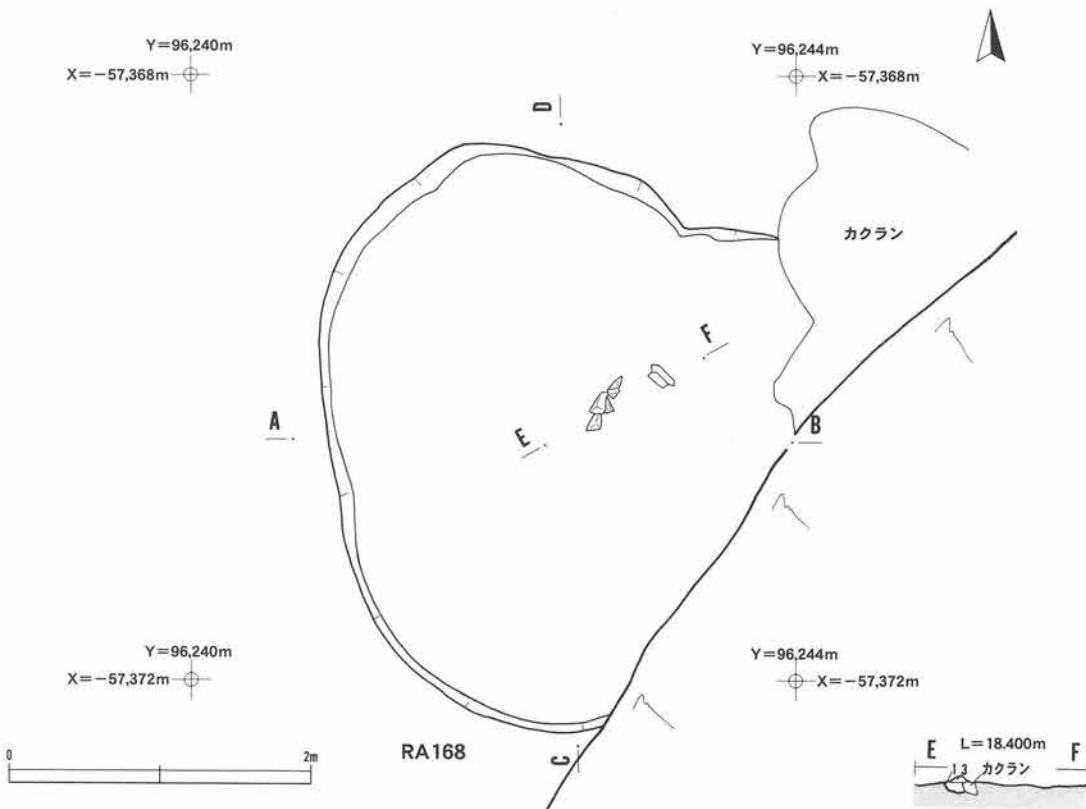 Y=96,240m
X=−57,368m
Y=96,244m
X=−57,368m
D
カクラン
F
A
E
B
Y=96,240m
X=−57,372m
Y=96,244m
X=−57,372m
0
2m
RA168
C
E
L=18.400m
F
13
カクラン